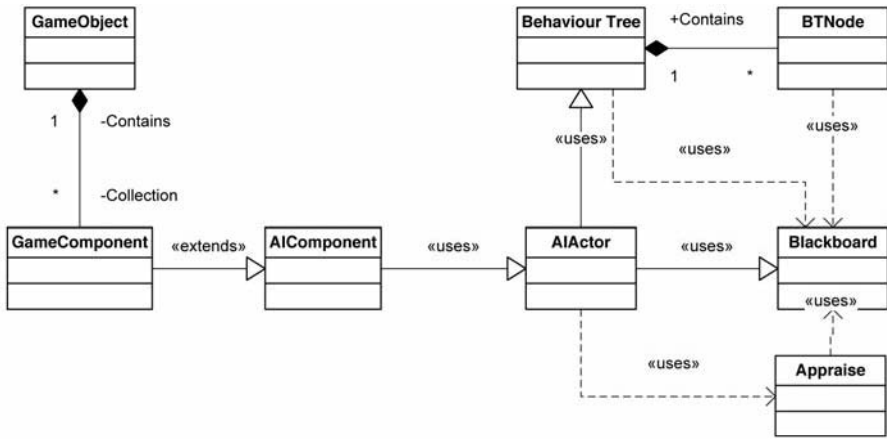 GameObject
Behaviour Tree
+Contains
BTNode
1
*
1
-Contains
«uses»
«uses»
«uses»
*
-Collection
GameComponent
«extends»
AIComponent
«uses»
AIActor
«uses»
Blackboard
«uses»
«uses»
Appraise